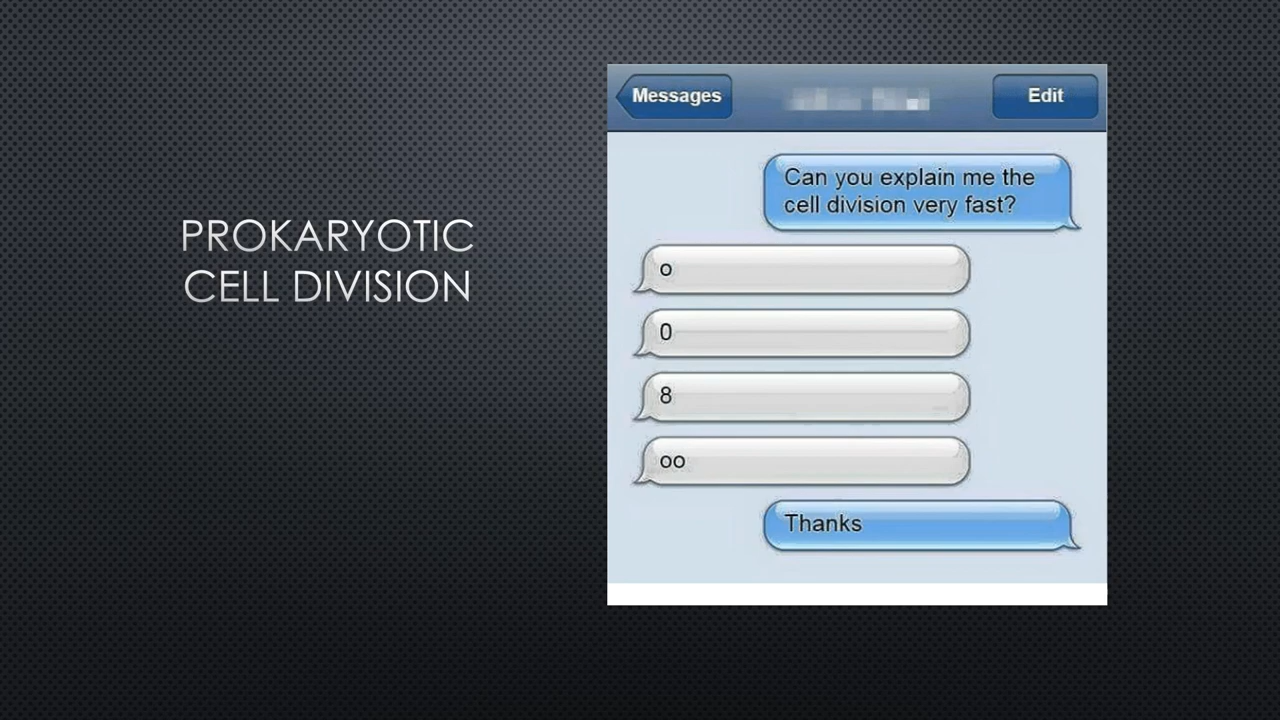 PROKARYOTIC
CELL DIVISION
Messages
Edit
Can you explain me the
cell division very fast?
o
0
8
oo
Thanks